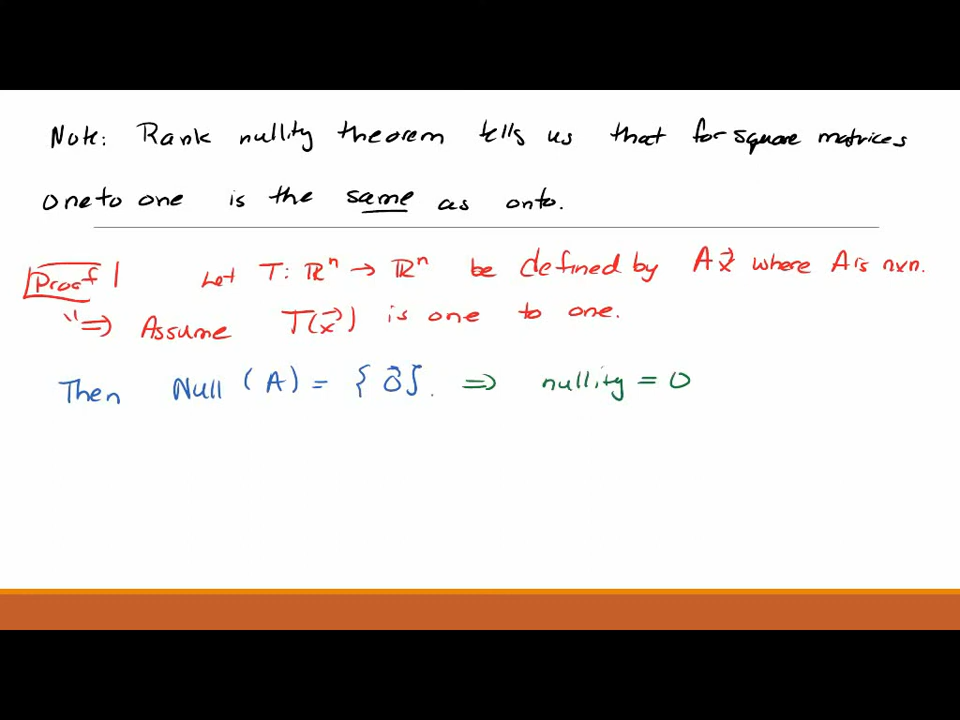 Note: Rank nullity theorem tells us that for square matrices
one to one is the same as onto.
Proof Let T: ℝⁿ → ℝⁿ be defined by Ax⃗ where A is nxn.
"⇒ Assume T(x⃗) is one to one.
Then Null (A) = {0⃗}. ⇒ nullity = 0